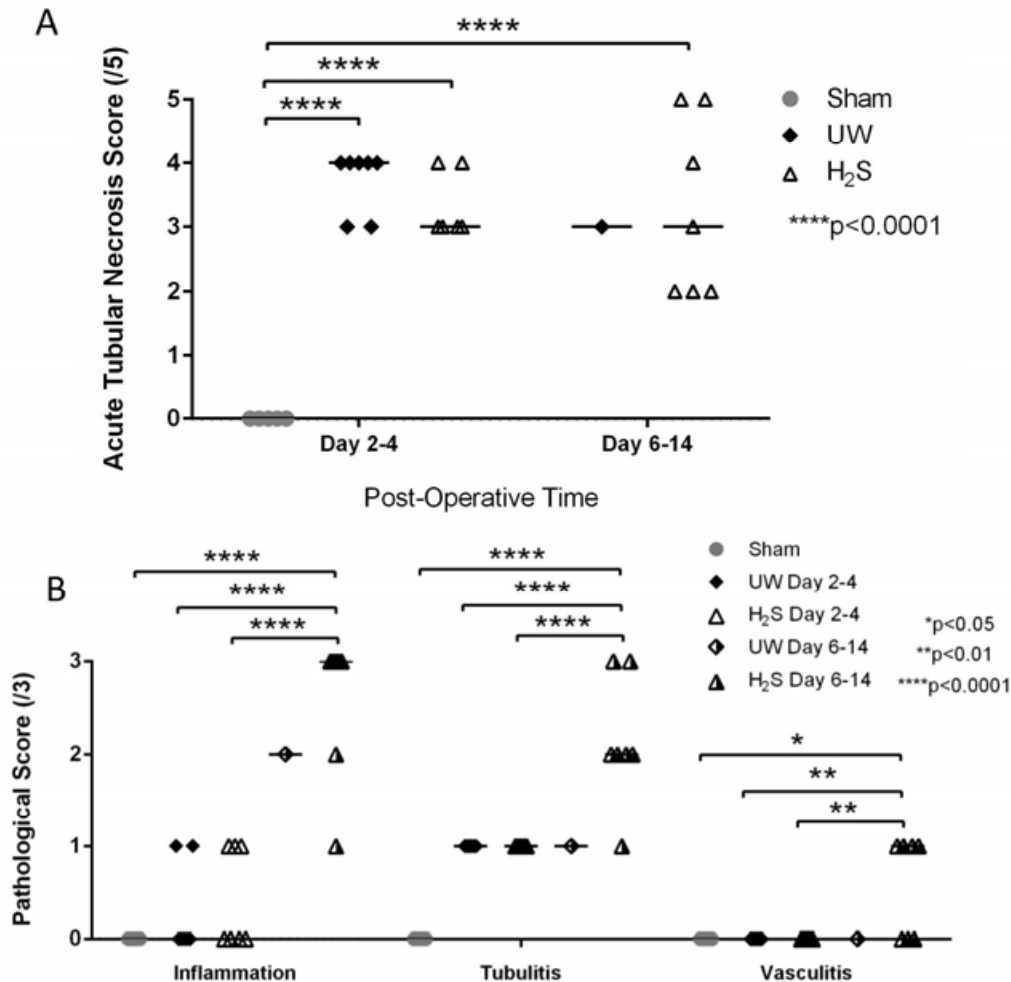 A
Acute Tubular Necrosis Score (/5)
****
****
****
5
4
3
2
1
0
Sham
UW
H₂S
****p<0.0001
Day 2-4
Day 6-14
Post-Operative Time
B
Pathological Score (/3)
****
****
****
****
****
****
*
**
**
3
2
1
0
Sham
UW Day 2-4
H₂S Day 2-4
UW Day 6-14
H₂S Day 6-14
*p<0.05
**p<0.01
****p<0.0001
Inflammation
Tubulitis
Vasculitis